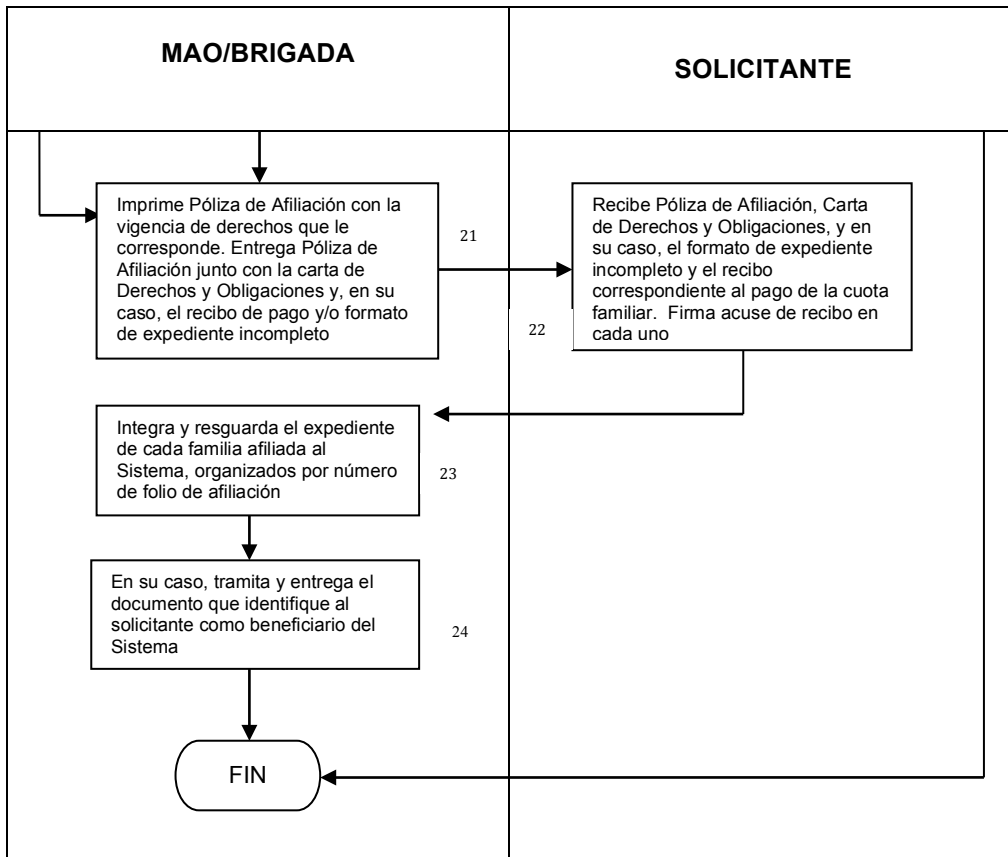 MAO/BRIGADA
SOLICITANTE
Imprime Póliza de Afiliación con la
vigencia de derechos que le
corresponde. Entrega Póliza de
Afiliación junto con la carta de
Derechos y Obligaciones y, en su
caso, el recibo de pago y/o formato
de expediente incompleto
21
Recibe Póliza de Afiliación, Carta
de Derechos y Obligaciones, y en
su caso, el formato de expediente
incompleto y el recibo
correspondiente al pago de la cuota
familiar. Firma acuse de recibo en
cada uno
22
Integra y resguarda el expediente
de cada familia afiliada al
Sistema, organizados por número
de folio de afiliación
23
En su caso, tramita y entrega el
documento que identifique al
solicitante como beneficiario del
Sistema
24
FIN